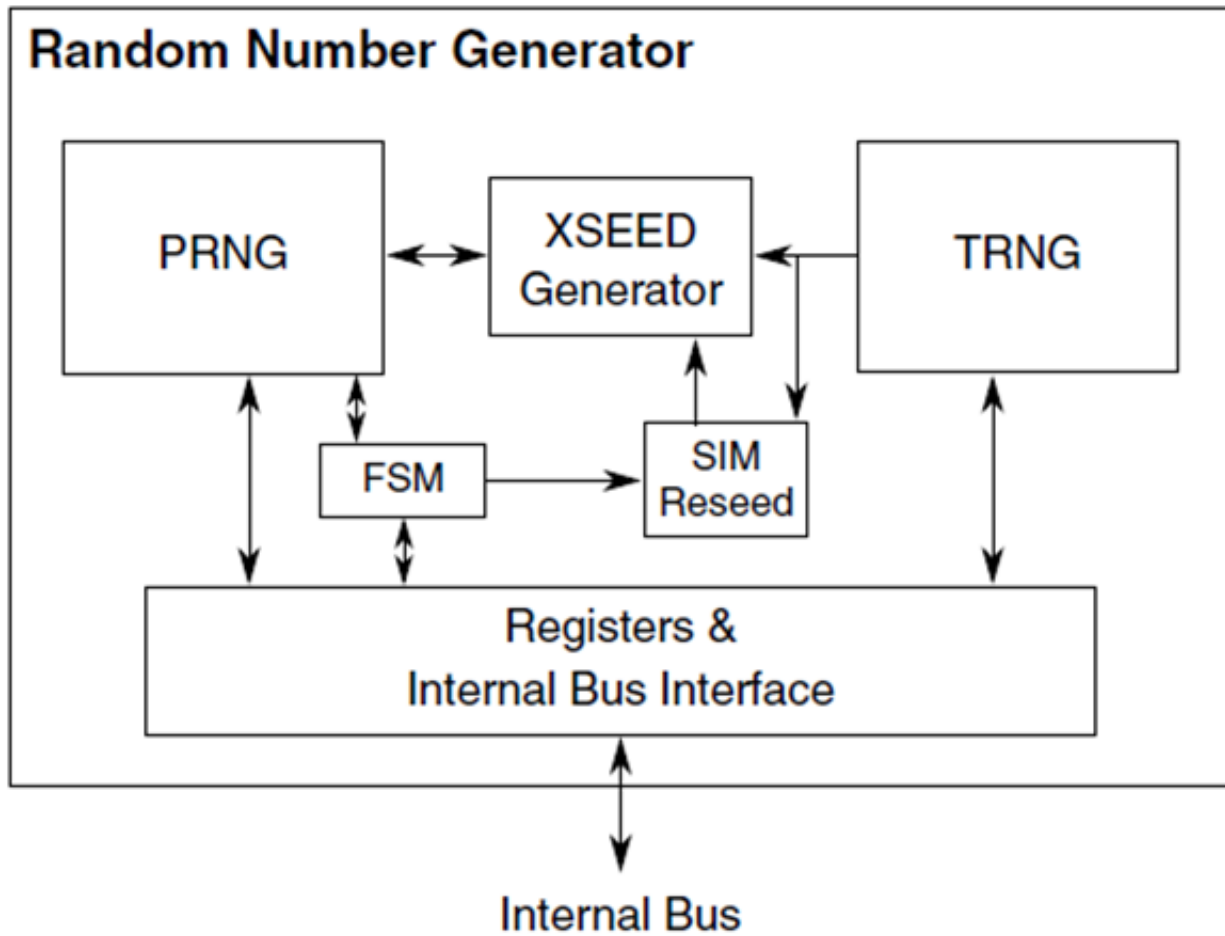 Random Number Generator
PRNG
XSEED
Generator
TRNG
FSM
SIM
Reseed
Registers &
Internal Bus Interface
Internal Bus